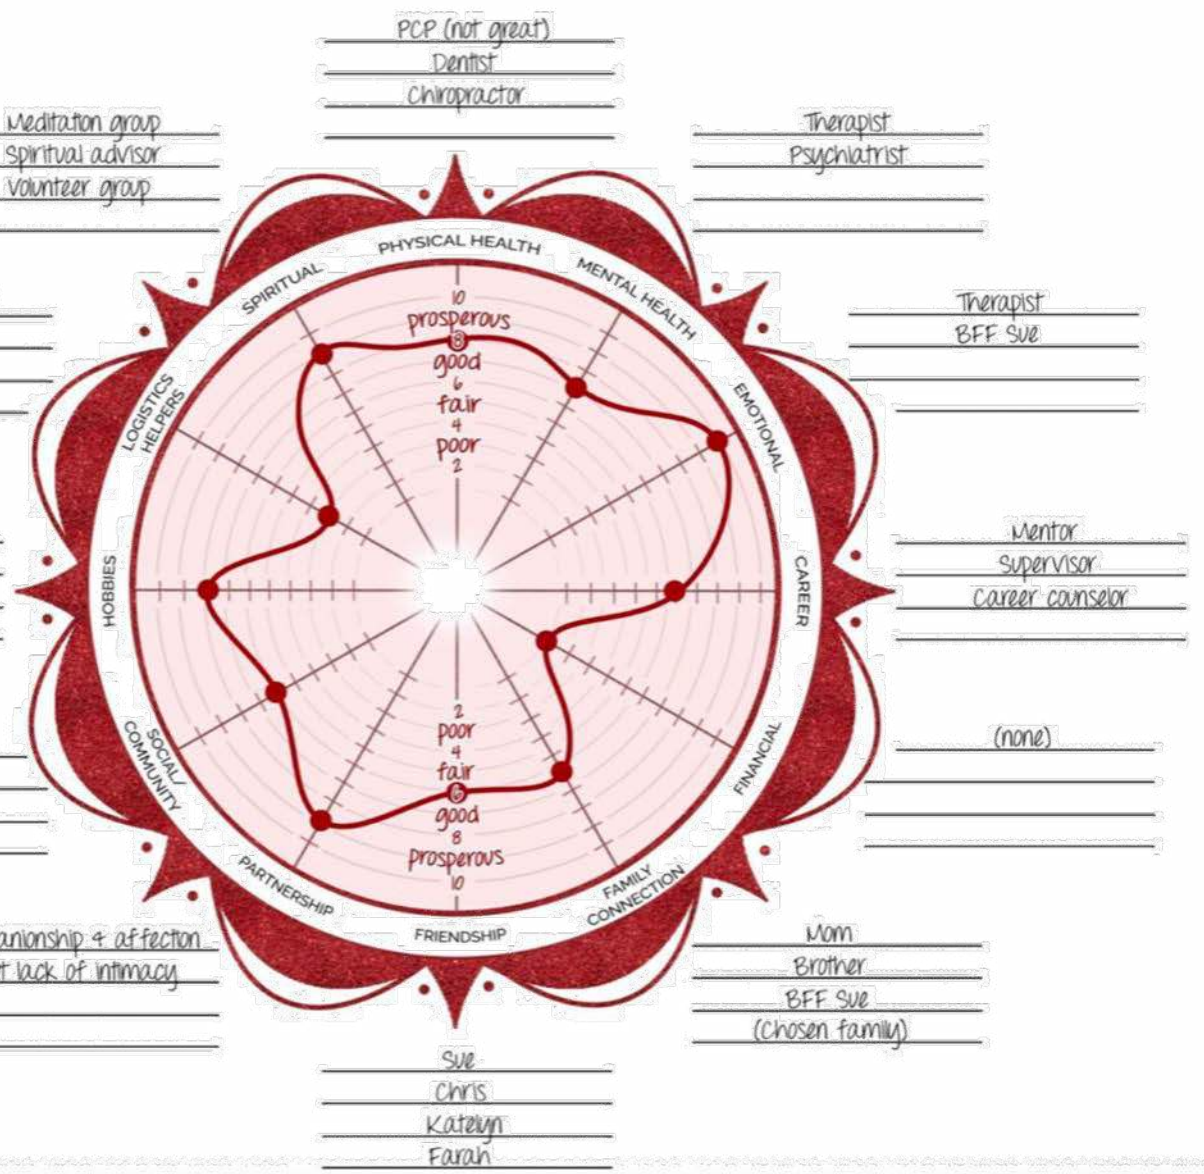 PCP (not great)
Dentist
Chiropractor
Meditation group
Spiritual advisor
Volunteer group
Therapist
Psychiatrist
Therapist
BFF Sue
Mentor
Supervisor
Career counselor
(none)
Mom
Brother
BFF Sue
(Chosen family)
Sue
Chris
Katelyn
Farah
anionship & affection
t lack of intimacy
PHYSICAL HEALTH
MENTAL HEALTH
EMOTIONAL
CAREER
FINANCIAL
FAMILY
CONNECTION
FRIENDSHIP
PARTNERSHIP
SOCIAL/
COMMUNITY
HOBBIES
LOGISTICS
HELPERS
SPIRITUAL
10
prosperous
8
good
6
fair
4
poor
2
2
poor
4
fair
6
good
8
prosperous
10